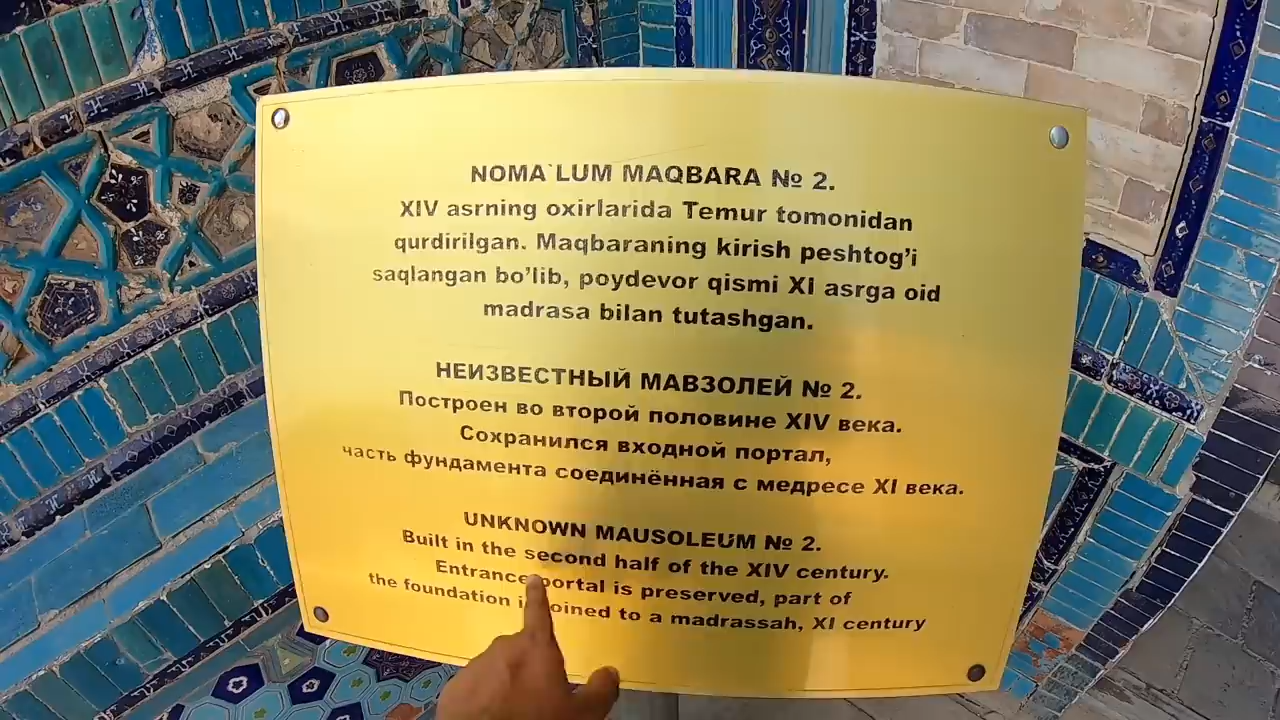 NOMA`LUM MAQBARA № 2.
XIV asrning oxirlarida Temur tomonidan
qurdirilgan. Maqbaraning kirish peshtog’i
saqlangan bo’lib, poydevor qismi XI asrga oid
madrasa bilan tutashgan.
НЕИЗВЕСТНЫЙ МАВЗОЛЕЙ № 2.
Построен во второй половине XIV века.
Сохранился входной портал,
часть фундамента соединённая с медресе XI века.
UNKNOWN MAUSOLEUM № 2.
Built in the second half of the XIV century.
Entrance portal is preserved, part of
the foundation joined to a madrassah, XI century